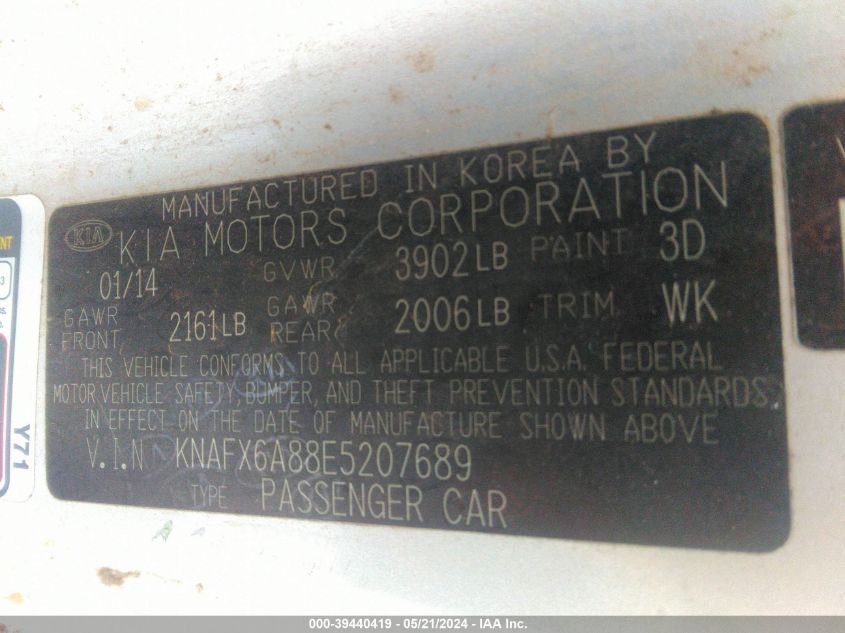 MANUFACTURED IN KOREA BY
KIA KIA MOTORS CORPORATION
01/14 GVWR 3902LB PAINT 3D
GAWR FRONT 2161LB GAWR REAR 2006LB TRIM WK
THIS VEHICLE CONFORMS TO ALL APPLICABLE U.S.A. FEDERAL
MOTOR VEHICLE SAFETY, BUMPER, AND THEFT PREVENTION STANDARDS
IN EFFECT ON THE DATE OF MANUFACTURE SHOWN ABOVE
V.I.N KNAFX6A88E5207689
TYPE PASSENGER CAR
Y71
000-39440419 - 05/21/2024 - IAA Inc.